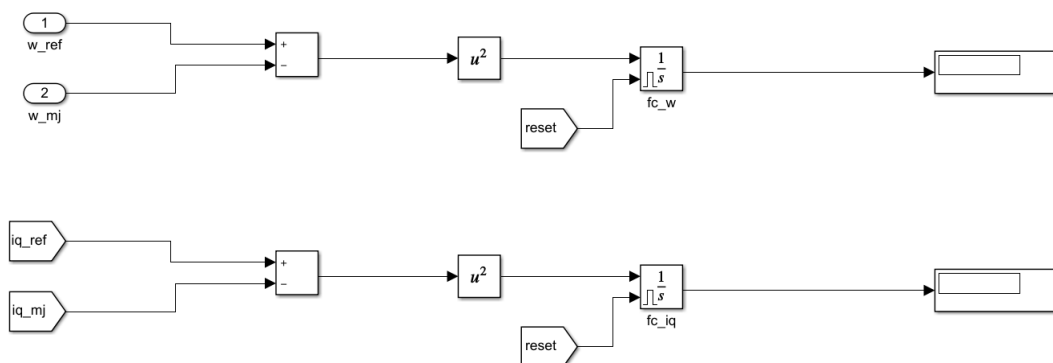 1
w_ref
2
w_mj
+
−
u²
reset
1
s
fc_w
iq_ref
iq_mj
+
−
u²
reset
1
s
fc_iq